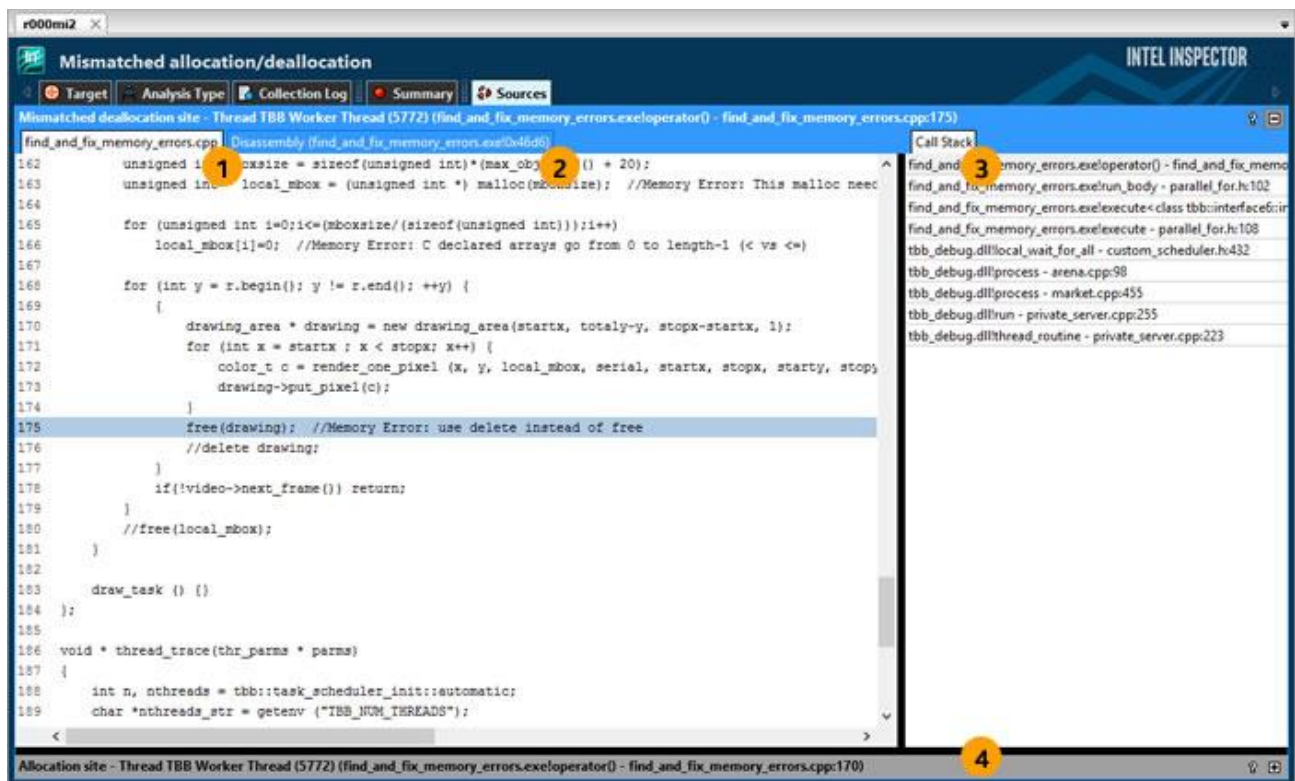 r000mi2
Mismatched allocation/deallocation
INTEL INSPECTOR
Target Analysis Type Collection Log Summary Sources
Mismatched deallocation site - Thread TBB Worker Thread (5772) (find_and_fix_memory_errors.exe!operator() - find_and_fix_memory_errors.cpp:175)
find_and_fix_memory_errors.cpp Disassembly (find_and_fix_memory_errors.exe!0x46d6)
1 2
162 unsigned i oxsize = sizeof(unsigned int)*(max_ob () + 20);
163 unsigned int local_mbox = (unsigned int *) malloc(mb size); //Memory Error: This malloc need
164
165 for (unsigned int i=0;i<=(mboxsize/(sizeof(unsigned int)));i++)
166 local_mbox[i]=0; //Memory Error: C declared arrays go from 0 to length-1 (< vs <=)
167
168 for (int y = r.begin(); y != r.end(); ++y) {
169 {
170 drawing_area * drawing = new drawing_area(startx, totaly-y, stopx-startx, 1);
171 for (int x = startx ; x < stopx; x++) {
172 color_t c = render_one_pixel (x, y, local_mbox, serial, startx, stopx, starty, stopy
173 drawing->put_pixel(c);
174 }
175 free(drawing); //Memory Error: use delete instead of free
176 //delete drawing;
177 }
178 if(!video->next_frame()) return;
179 }
180 //free(local_mbox);
181 }
182
183 draw_task () {}
184 };
185
186 void * thread_trace(thr_parms * parms)
187 {
188 int n, nthreads = tbb::task_scheduler_init::automatic;
189 char *nthreads_str = getenv ("TBB_NUM_THREADS");
Call Stack
3
find_and emory_errors.exe!operator() - find_and_fix_memo
find_and_fix_memory_errors.exe!run_body - parallel_for.h:102
find_and_fix_memory_errors.exe!execute<class tbb::interface6::ir
find_and_fix_memory_errors.exe!execute - parallel_for.h:108
tbb_debug.dll!local_wait_for_all - custom_scheduler.h:432
tbb_debug.dll!process - arena.cpp:98
tbb_debug.dll!process - market.cpp:455
tbb_debug.dll!run - private_server.cpp:255
tbb_debug.dll!thread_routine - private_server.cpp:223
4
Allocation site - Thread TBB Worker Thread (5772) (find_and_fix_memory_errors.exe!operator() - find_and_fix_memory_errors.cpp:170)